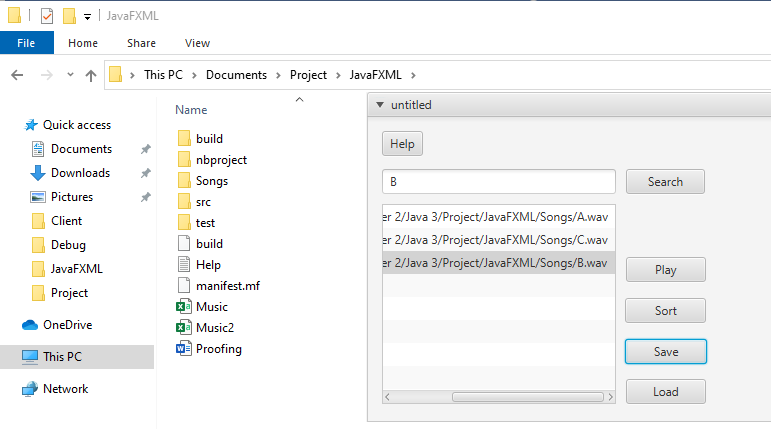 JavaFXML
File Home Share View
This PC Documents Project JavaFXML
Quick access
Documents
Downloads
Pictures
Client
Debug
JavaFXML
Project
OneDrive
This PC
Network
Name
build
nbproject
Songs
src
test
build
Help
manifest.mf
Music
Music2
Proofing
untitled
Help
B
Search
er 2/Java 3/Project/JavaFXML/Songs/A.wav
er 2/Java 3/Project/JavaFXML/Songs/C.wav
er 2/Java 3/Project/JavaFXML/Songs/B.wav
Play
Sort
Save
Load